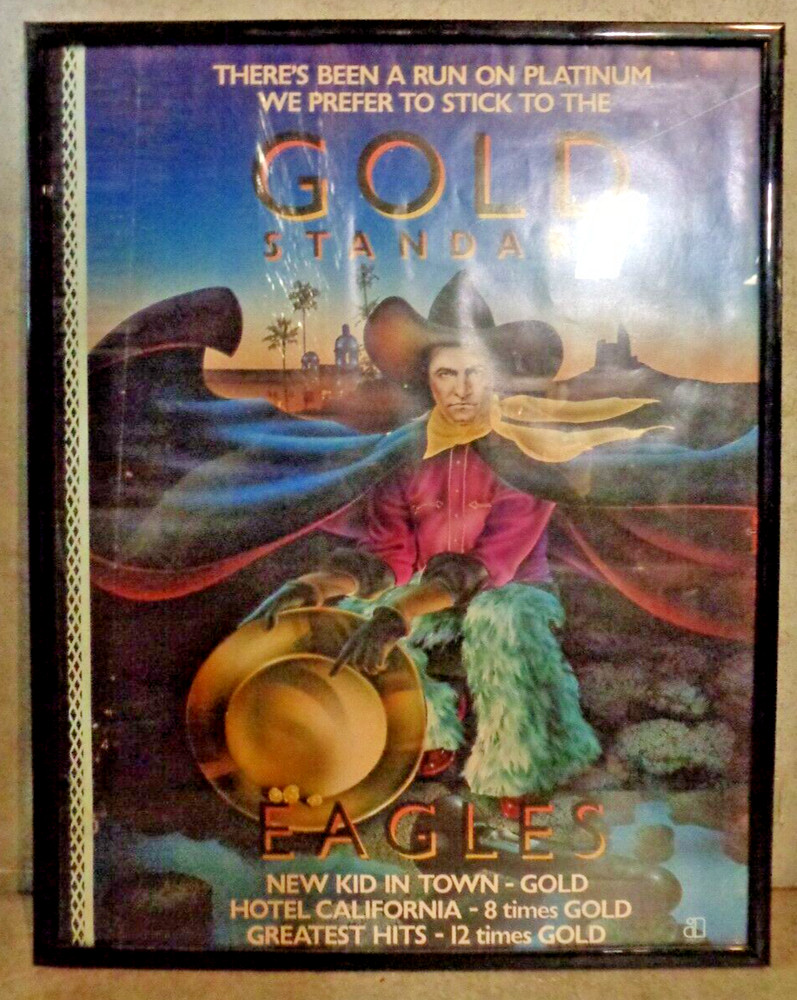 THERE'S BEEN A RUN ON PLATINUM
WE PREFER TO STICK TO THE
GOLD
STANDARD
EAGLES
NEW KID IN TOWN - GOLD
HOTEL CALIFORNIA - 8 times GOLD
GREATEST HITS - 12 times GOLD